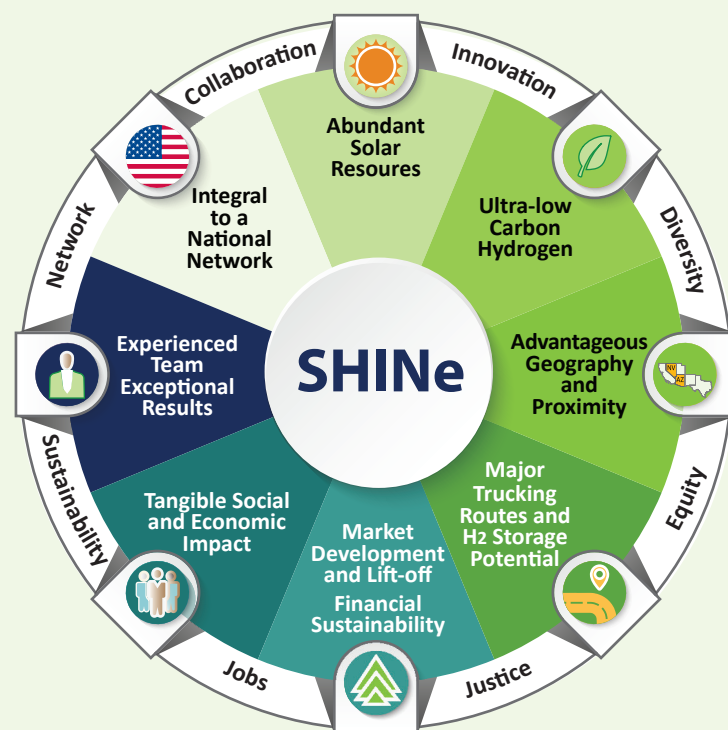 SHINe
Collaboration
Innovation
Diversity
Equity
Justice
Jobs
Sustainability
Network
Abundant
Solar
Resoures
Ultra-low
Carbon
Hydrogen
Advantageous
Geography
and
Proximity
NV
AZ
Major
Trucking
Routes and
H2 Storage
Potential
Market
Development
and Lift-off
Financial
Sustainability
Tangible Social
and Economic
Impact
Experienced
Team
Exceptional
Results
Integral
to a
National
Network